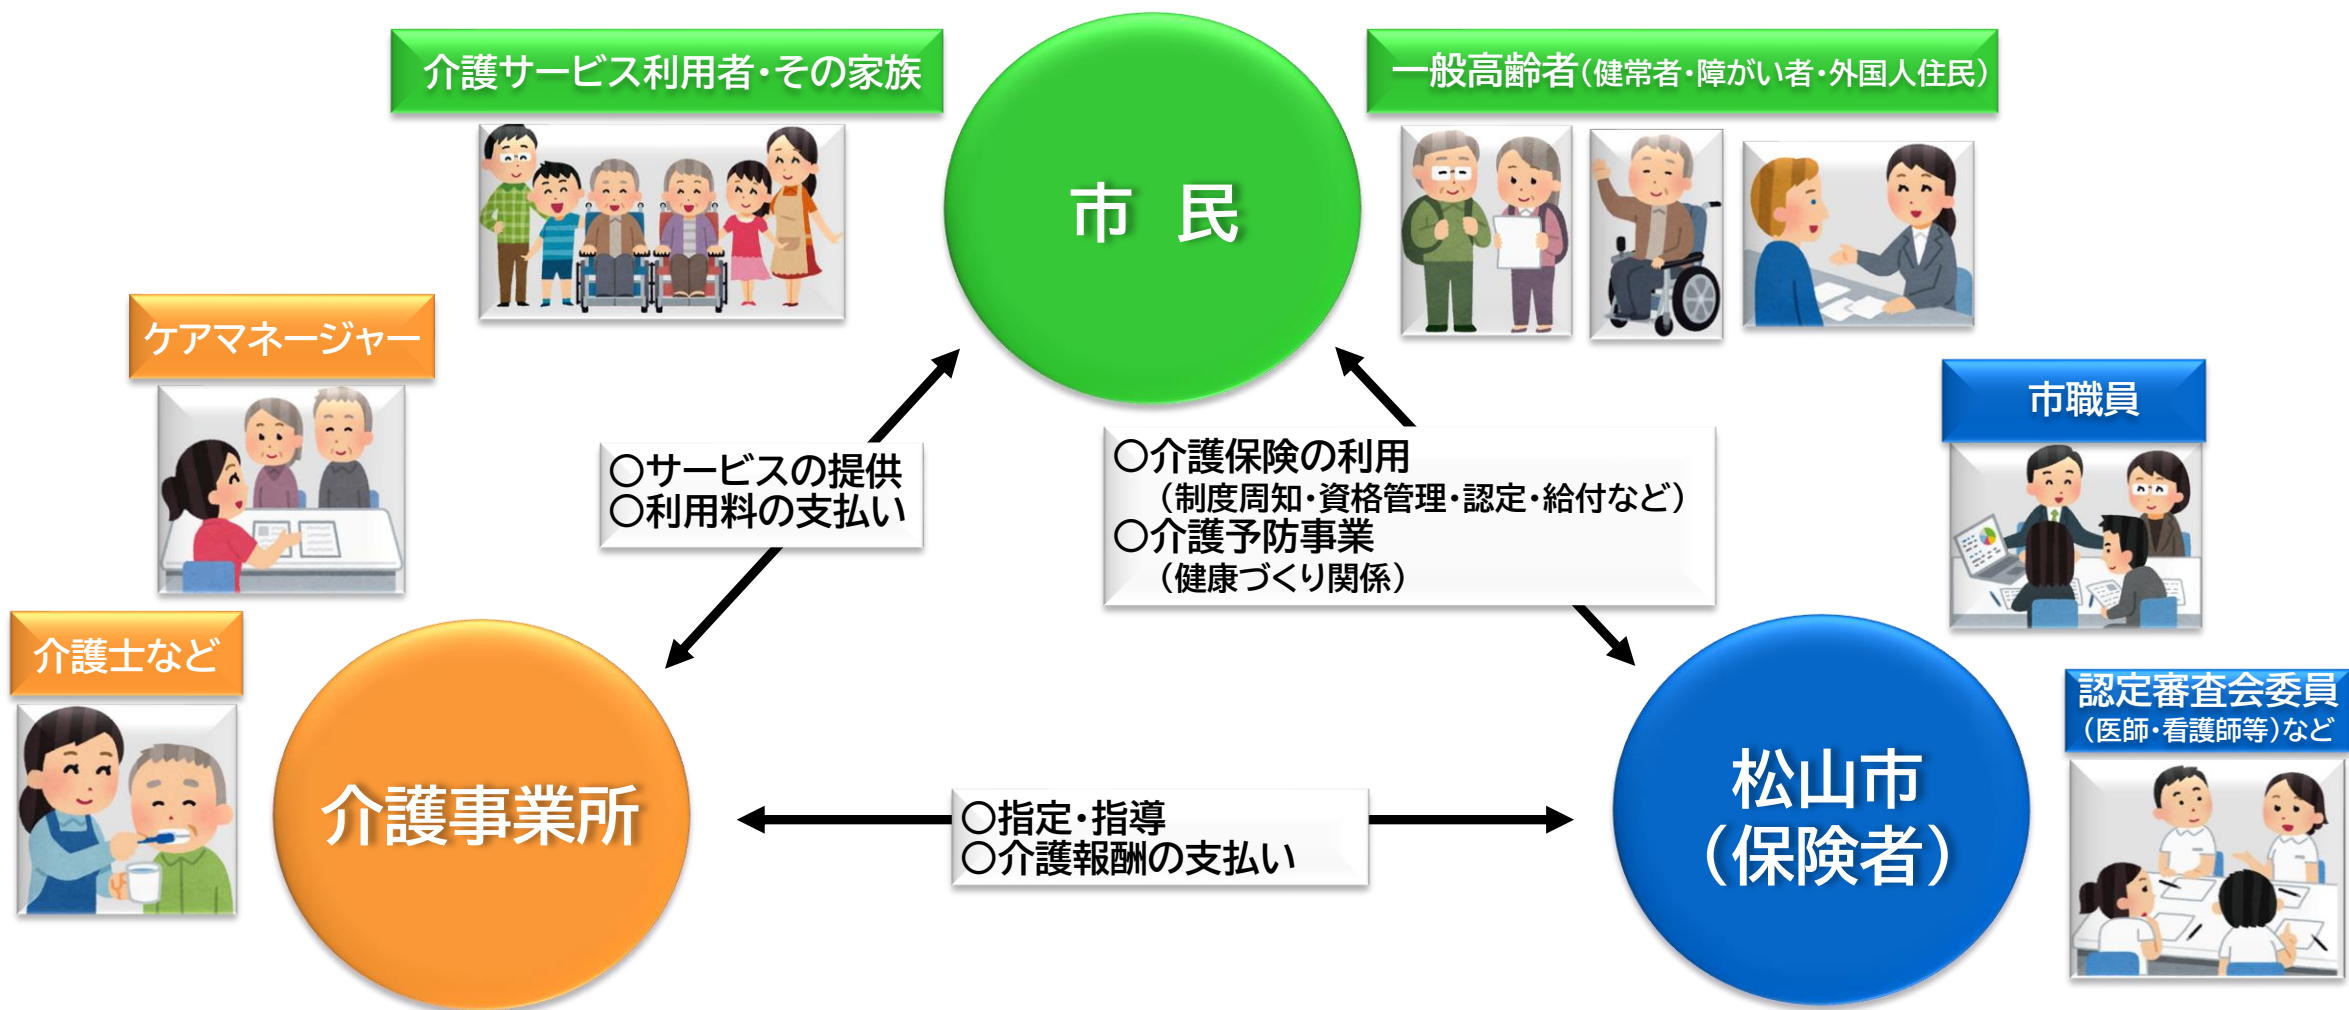 介護サービス利用者・その家族
一般高齢者（健常者・障がい者・外国人住民）
市 民
ケアマネージャー
市職員
○サービスの提供
○利用料の支払い
○介護保険の利用
（制度周知・資格管理・認定・給付など）
○介護予防事業
（健康づくり関係）
介護士など
認定審査会委員
（医師・看護師等）など
介護事業所
○指定・指導
○介護報酬の支払い
松山市
（保険者）